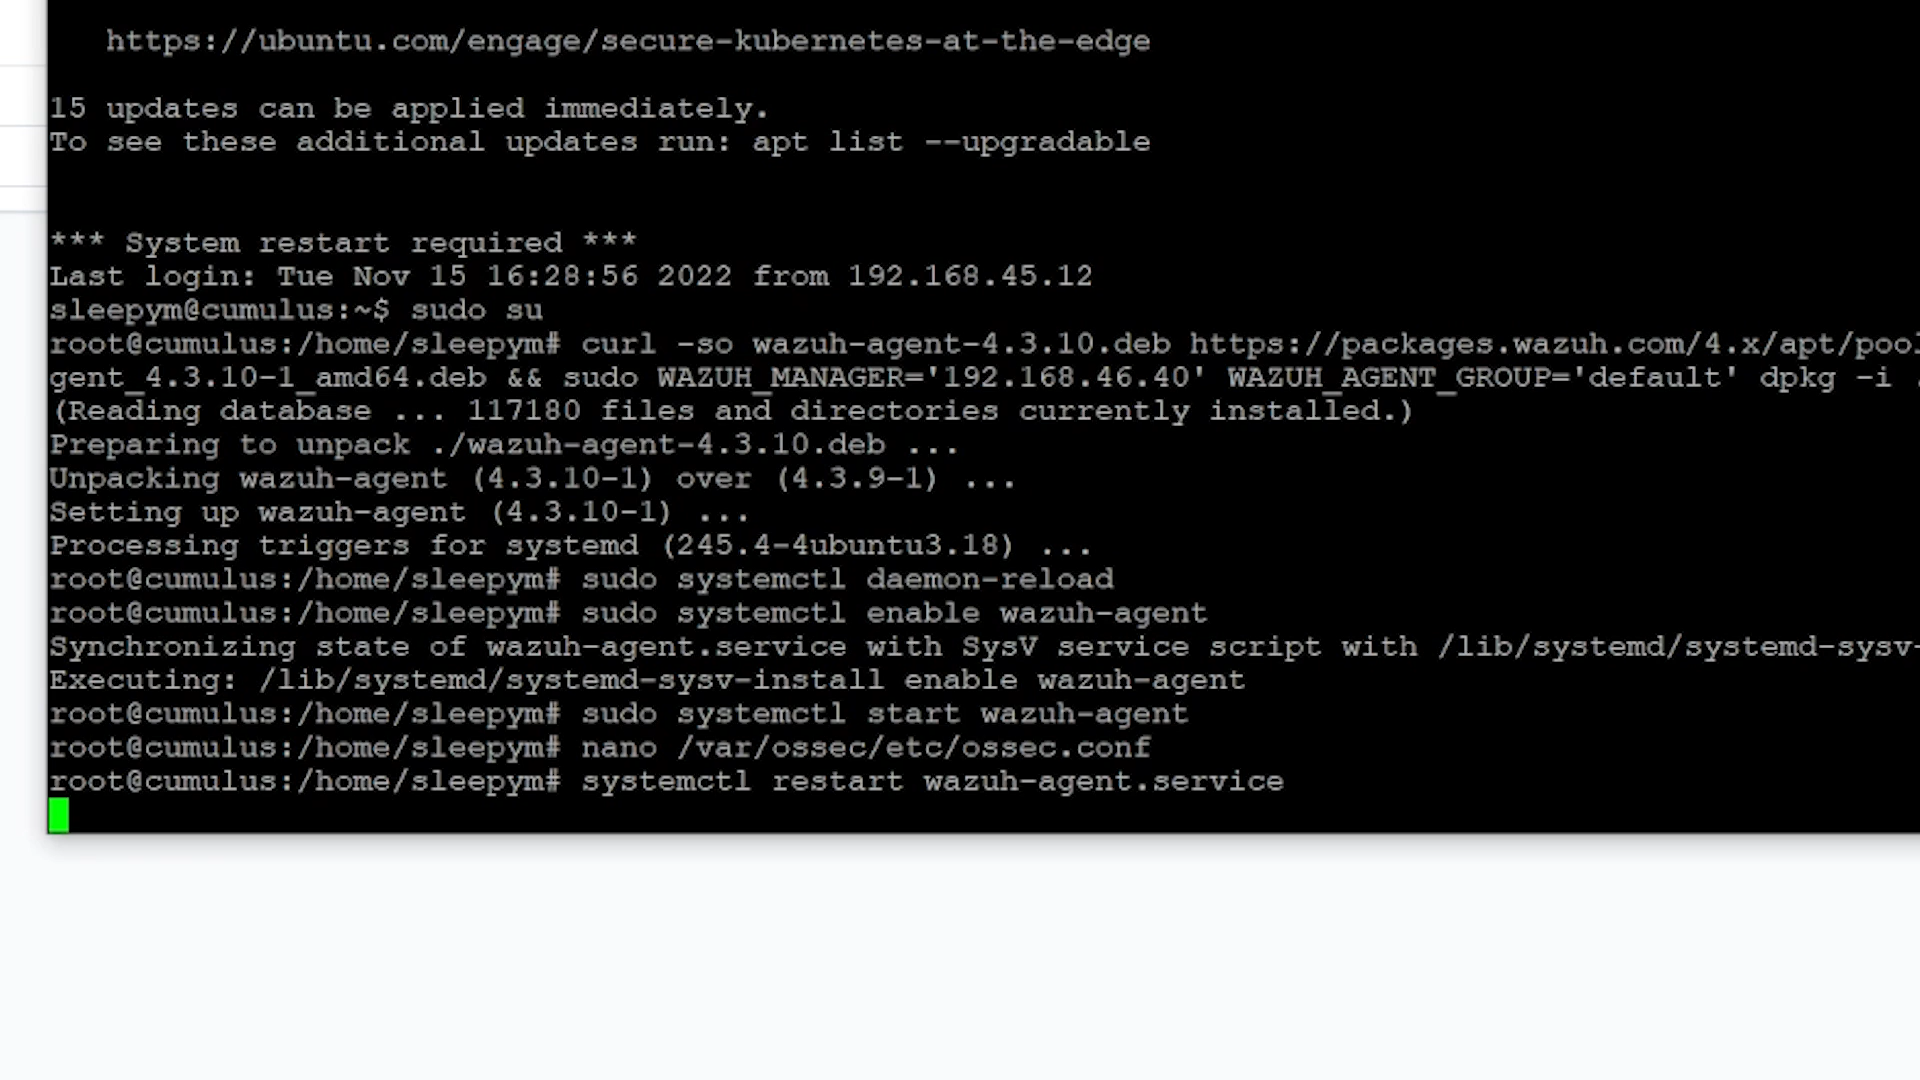 https://ubuntu.com/engage/secure-kubernetes-at-the-edge
15 updates can be applied immediately.
To see these additional updates run: apt list --upgradable
*** System restart required ***
Last login: Tue Nov 15 16:28:56 2022 from 192.168.45.12
sleepym@cumulus:~$ sudo su
root@cumulus:/home/sleepym# curl -so wazuh-agent-4.3.10.deb https://packages.wazuh.com/4.x/apt/pool
gent_4.3.10-1_amd64.deb && sudo WAZUH_MANAGER='192.168.46.40' WAZUH_AGENT_GROUP='default' dpkg -i .
(Reading database ... 117180 files and directories currently installed.)
Preparing to unpack ./wazuh-agent-4.3.10.deb ...
Unpacking wazuh-agent (4.3.10-1) over (4.3.9-1) ...
Setting up wazuh-agent (4.3.10-1) ...
Processing triggers for systemd (245.4-4ubuntu3.18) ...
root@cumulus:/home/sleepym# sudo systemctl daemon-reload
root@cumulus:/home/sleepym# sudo systemctl enable wazuh-agent
Synchronizing state of wazuh-agent.service with SysV service script with /lib/systemd/systemd-sysv-
Executing: /lib/systemd/systemd-sysv-install enable wazuh-agent
root@cumulus:/home/sleepym# sudo systemctl start wazuh-agent
root@cumulus:/home/sleepym# nano /var/ossec/etc/ossec.conf
root@cumulus:/home/sleepym# systemctl restart wazuh-agent.service